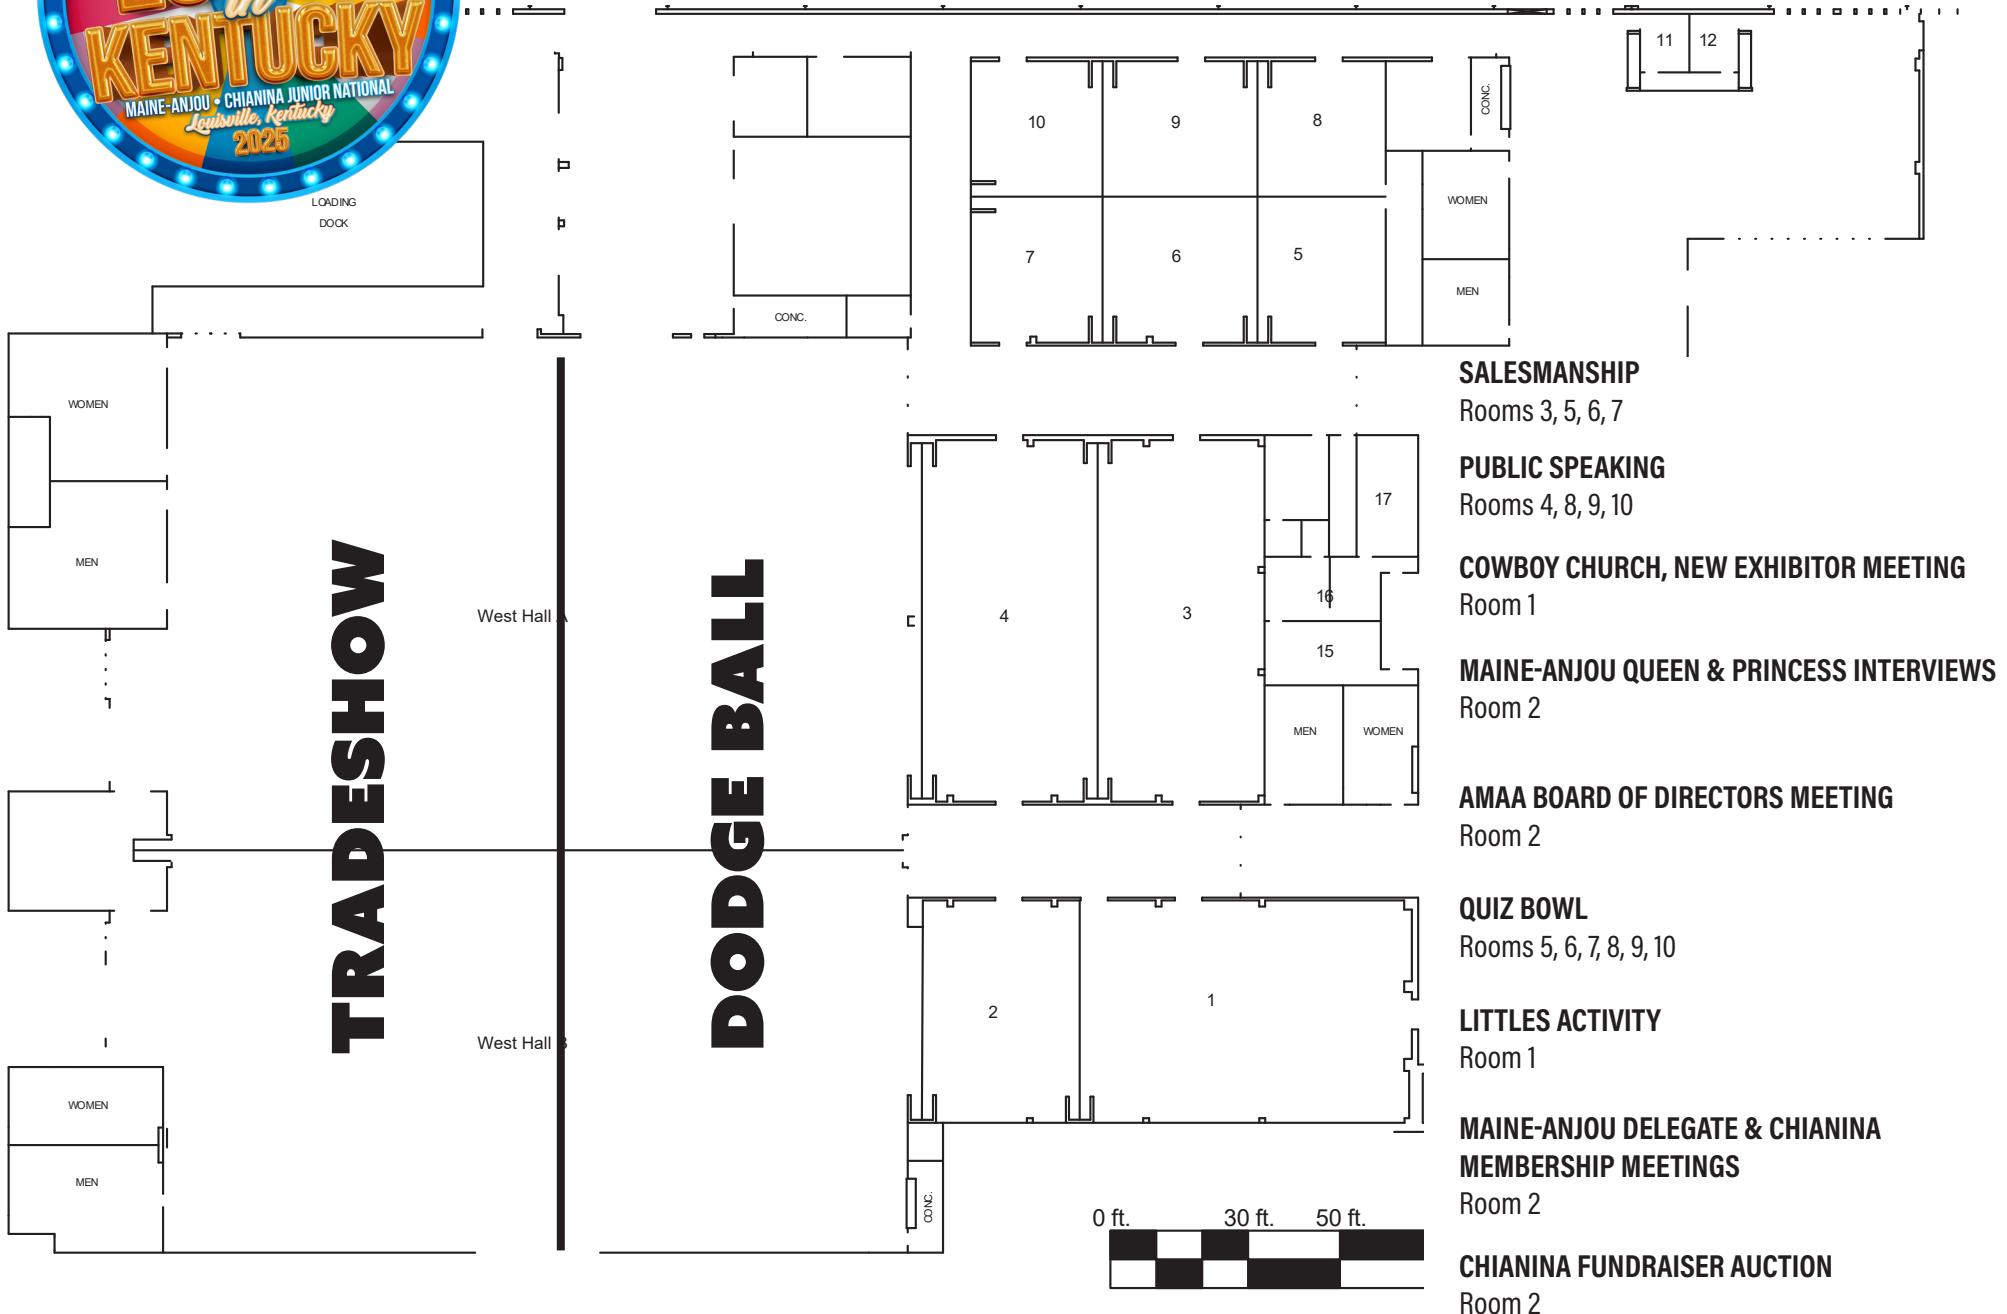 in
KENTUCKY
MAINE-ANJOU • CHIANINA JUNIOR NATIONAL
Louisville, Kentucky
2025
LOADING
DOCK
11
12
CONC.
10
9
8
WOMEN
7
6
5
MEN
CONC.
WOMEN
MEN
West Hall A
TRADESHOW
DODGE BALL
4
3
17
16
15
MEN
WOMEN
2
1
West Hall B
WOMEN
MEN
CONC.
0 ft.
30 ft.
50 ft.
SALESMANSHIP
Rooms 3, 5, 6, 7
PUBLIC SPEAKING
Rooms 4, 8, 9, 10
COWBOY CHURCH, NEW EXHIBITOR MEETING
Room 1
MAINE-ANJOU QUEEN & PRINCESS INTERVIEWS
Room 2
AMAA BOARD OF DIRECTORS MEETING
Room 2
QUIZ BOWL
Rooms 5, 6, 7, 8, 9, 10
LITTLES ACTIVITY
Room 1
MAINE-ANJOU DELEGATE & CHIANINA
MEMBERSHIP MEETINGS
Room 2
CHIANINA FUNDRAISER AUCTION
Room 2